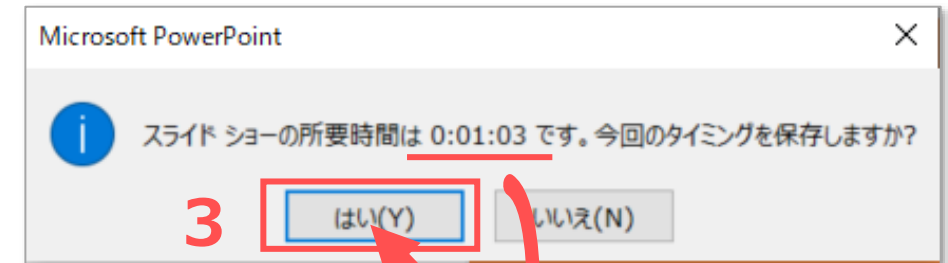 Microsoft PowerPoint
スライド ショーの所要時間は 0:01:03 です。今回のタイミングを保存しますか?
3
はい(Y)
いいえ(N)